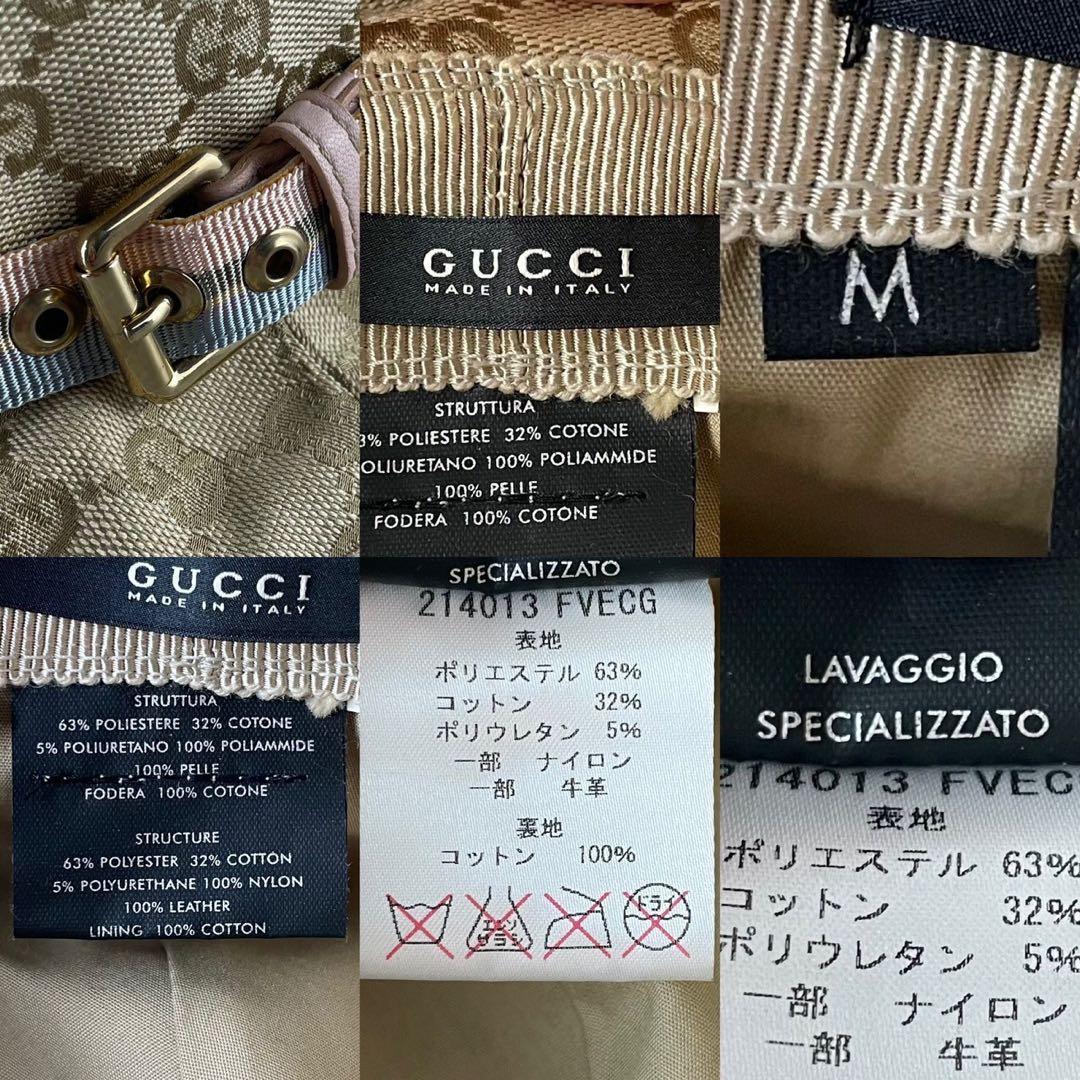 GUCCI
MADE IN ITALY
STRUTTURA
3% POLIESTERE 32% COTONE
OLIURETANO 100% POLIAMMIDE
100% PELLE
FODERA 100% COTONE
M
GUCCI
MADE IN ITALY
STRUTTURA
63% POLIESTERE 32% COTONE
5% POLIURETANO 100% POLIAMMIDE
100% PELLE
FODERA 100% COTONE
STRUCTURE
63% POLYESTER 32% COTTON
5% POLYURETHANE 100% NYLON
100% LEATHER
LINING 100% COTTON
SPECIALIZZATO
214013 FVECG
表地
ポリエステル 63%
コットン 32%
ポリウレタン 5%
一部 ナイロン
一部 牛革
裏地
コットン 100%
エンソ
サラシ
ドライ
LAVAGGIO
SPECIALIZZATO
214013 FVECG
表地
ポリエステル 63%
コットン 32%
ポリウレタン 5%
一部 ナイロン
一部 牛革